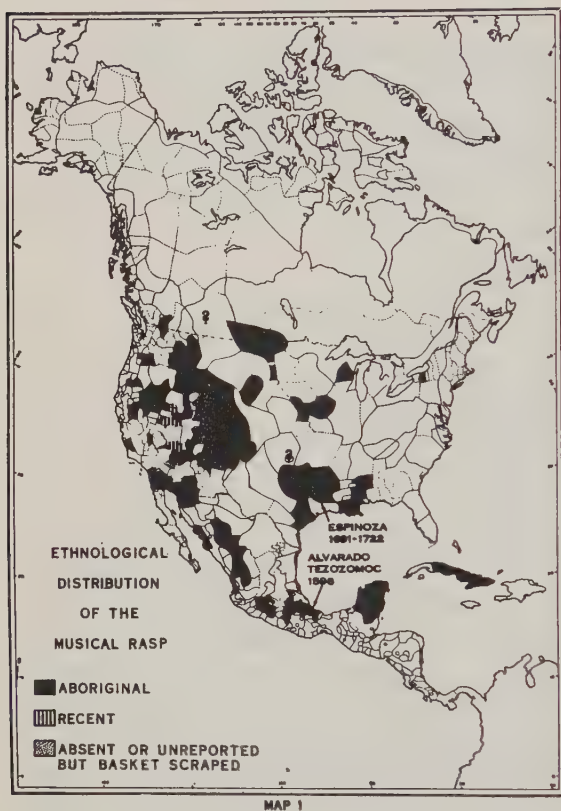 ?
?
ESPINOZA
1691-1722
ALVARADO
TEZOZOMOC
1598
ETHNOLOGICAL
DISTRIBUTION
OF THE
MUSICAL RASP
ABORIGINAL
RECENT
ABSENT OR UNREPORTED
BUT BASKET SCRAPED
MAP 1